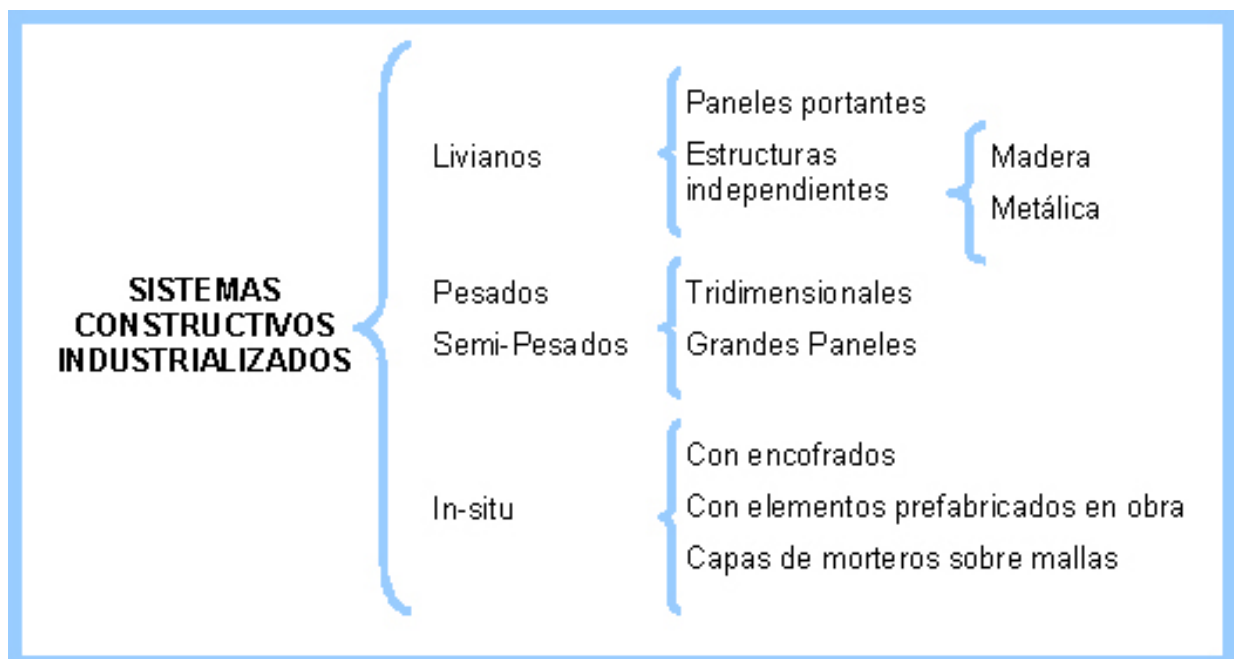 SISTEMAS
CONSTRUCTIVOS
INDUSTRIALIZADOS
Livianos
Paneles portantes
Estructuras
independientes
Madera
Metálica
Pesados
Semi-Pesados
Tridimensionales
Grandes Paneles
In-situ
Con encofrados
Con elementos prefabricados en obra
Capas de morteros sobre mallas